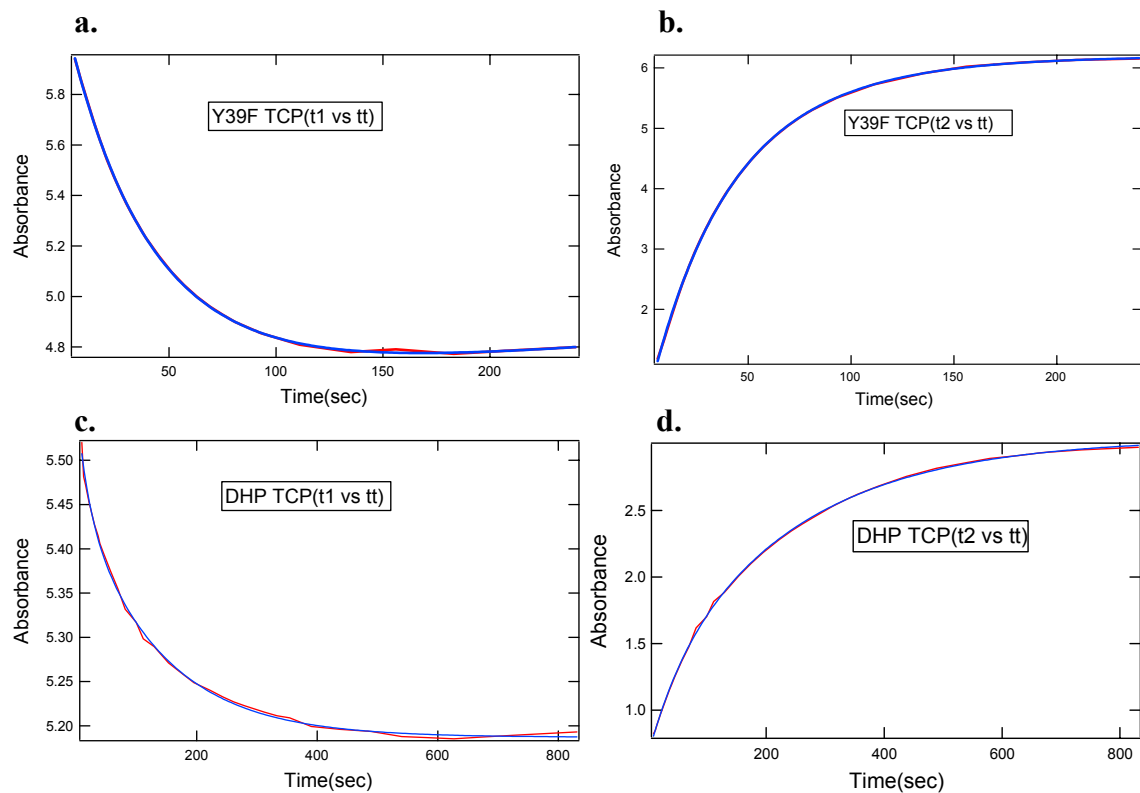 a.
5.8
5.6
5.4
5.2
5.0
4.8
Absorbance
Y39F TCP(t1 vs tt)
50
100
150
200
Time(sec)
b.
6
5
4
3
2
Absorbance
Y39F TCP(t2 vs tt)
50
100
150
200
Time(sec)
c.
5.50
5.45
5.40
5.35
5.30
5.25
5.20
Absorbance
DHP TCP(t1 vs tt)
200
400
600
800
Time(sec)
d.
2.5
2.0
1.5
1.0
Absorbance
DHP TCP(t2 vs tt)
200
400
600
800
Time(sec)